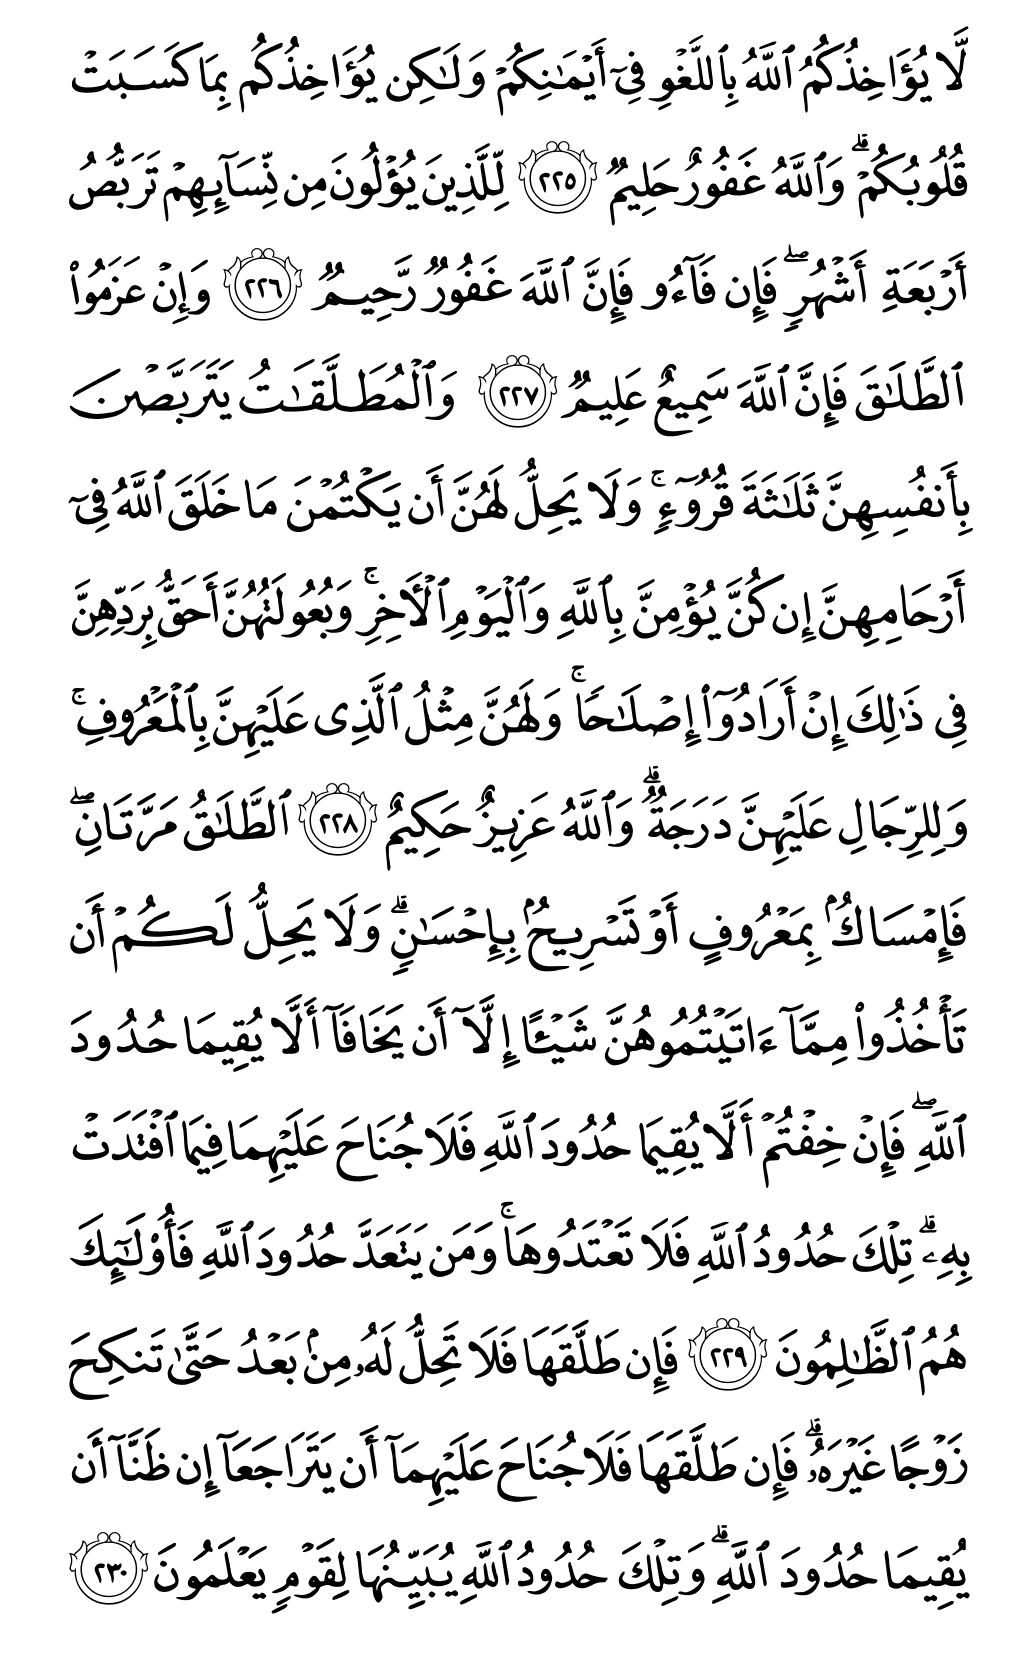 لَّا يُؤَاخِذُكُمُ ٱللَّهُ بِٱللَّغْوِ فِىٓ أَيْمَـٰنِكُمْ وَلَـٰكِن يُؤَاخِذُكُم بِمَا كَسَبَتْ
قُلُوبُكُمْ ۗ وَٱللَّهُ غَفُورٌ حَلِيمٌ ٢٢٥ لِّلَّذِينَ يُؤْلُونَ مِن نِّسَآئِهِمْ تَرَبُّصُ
أَرْبَعَةِ أَشْهُرٍ ۖ فَإِن فَآءُو فَإِنَّ ٱللَّهَ غَفُورٌ رَّحِيمٌ ٢٢٦ وَإِنْ عَزَمُوا۟
ٱلطَّلَـٰقَ فَإِنَّ ٱللَّهَ سَمِيعٌ عَلِيمٌ ٢٢٧ وَٱلْمُطَلَّقَـٰتُ يَتَرَبَّصْنَ
بِأَنفُسِهِنَّ ثَلَـٰثَةَ قُرُوٓءٍ ۚ وَلَا يَحِلُّ لَهُنَّ أَن يَكْتُمْنَ مَا خَلَقَ ٱللَّهُ فِىٓ
أَرْحَامِهِنَّ إِن كُنَّ يُؤْمِنَّ بِٱللَّهِ وَٱلْيَوْمِ ٱلْـَٔاخِرِ ۚ وَبُعُولَتُهُنَّ أَحَقُّ بِرَدِّهِنَّ
فِى ذَٰلِكَ إِنْ أَرَادُوٓا۟ إِصْلَـٰحًا ۚ وَلَهُنَّ مِثْلُ ٱلَّذِى عَلَيْهِنَّ بِٱلْمَعْرُوفِ ۚ
وَلِلرِّجَالِ عَلَيْهِنَّ دَرَجَةٌ ۗ وَٱللَّهُ عَزِيزٌ حَكِيمٌ ٢٢٨ ٱلطَّلَـٰقُ مَرَّتَانِ ۖ
فَإِمْسَاكٌۢ بِمَعْرُوفٍ أَوْ تَسْرِيحٌۢ بِإِحْسَـٰنٍ ۗ وَلَا يَحِلُّ لَكُمْ أَن
تَأْخُذُوا۟ مِمَّآ ءَاتَيْتُمُوهُنَّ شَيْـًٔا إِلَّآ أَن يَخَافَآ أَلَّا يُقِيمَا حُدُودَ
ٱللَّهِ ۖ فَإِنْ خِفْتُمْ أَلَّا يُقِيمَا حُدُودَ ٱللَّهِ فَلَا جُنَاحَ عَلَيْهِمَا فِيمَا ٱفْتَدَتْ
بِهِۦ ۗ تِلْكَ حُدُودُ ٱللَّهِ فَلَا تَعْتَدُوهَا ۚ وَمَن يَتَعَدَّ حُدُودَ ٱللَّهِ فَأُو۟لَـٰٓئِكَ
هُمُ ٱلظَّـٰلِمُونَ ٢٢٩ فَإِن طَلَّقَهَا فَلَا تَحِلُّ لَهُۥ مِنۢ بَعْدُ حَتَّىٰ تَنكِحَ
زَوْجًا غَيْرَهُۥ ۗ فَإِن طَلَّقَهَا فَلَا جُنَاحَ عَلَيْهِمَآ أَن يَتَرَاجَعَآ إِن ظَنَّآ أَن
يُقِيمَا حُدُودَ ٱللَّهِ ۗ وَتِلْكَ حُدُودُ ٱللَّهِ يُبَيِّنُهَا لِقَوْمٍ يَعْلَمُونَ ٢٣٠